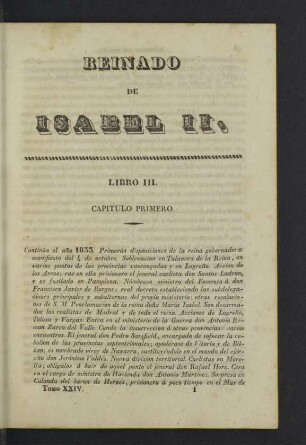 REINADO
DE
ISABEL II.
LIBRO III.
CAPITULO PRIMERO.
Continúa el año 1833. Primeras disposiciones de la reina gobernadora:
manifiesto del 4 de octubre. Sublevacion en Talavera de la Reina, en
varios puntos de las provincias vascongadas y en Logroño. Accion de
los Arcos; cae en ella prisionero el jeneral carlista don Santos Ladron,
y es fusilado en Pamplona. Nómbrase ministro del Fomento á don
Francisco Javier de Burgos; real decreto estableciendo las subdelega-
ciones principales y subalternas del propio ministerio: otras resolucio-
nes de S. M. Proclamacion de la reina doña María Isabel. Son desarma-
dos los realistas de Madrid y de todo el reino. Acciones de Logroño,
Tolosa y Vargas. Entra en el ministerio de la Guerra don Antonio Re-
mon Zarco del Valle. Cunde la insurreccion á otras provincias: varios
encuentros. El jeneral don Pedro Sarsfield, encargado de sofocar la re-
belion de las provincias septentrionales; apodérase de Vitoria y de Bil-
bao; es nombrado virey de Navarra, sustituyéndole en el mando del ejér-
cito don Jerónimo Valdés. Nueva division territorial. Carlistas en More-
lla; obligalos á huir de aquel punto el jeneral don Rafael Hore. Cesa
en el cargo de ministro de Hacienda don Antonio Martinez. Sorpresa en
Calanda del baron de Hervés, prisionero á poco tiempo en el Mas de
Tomo XXIV. 1